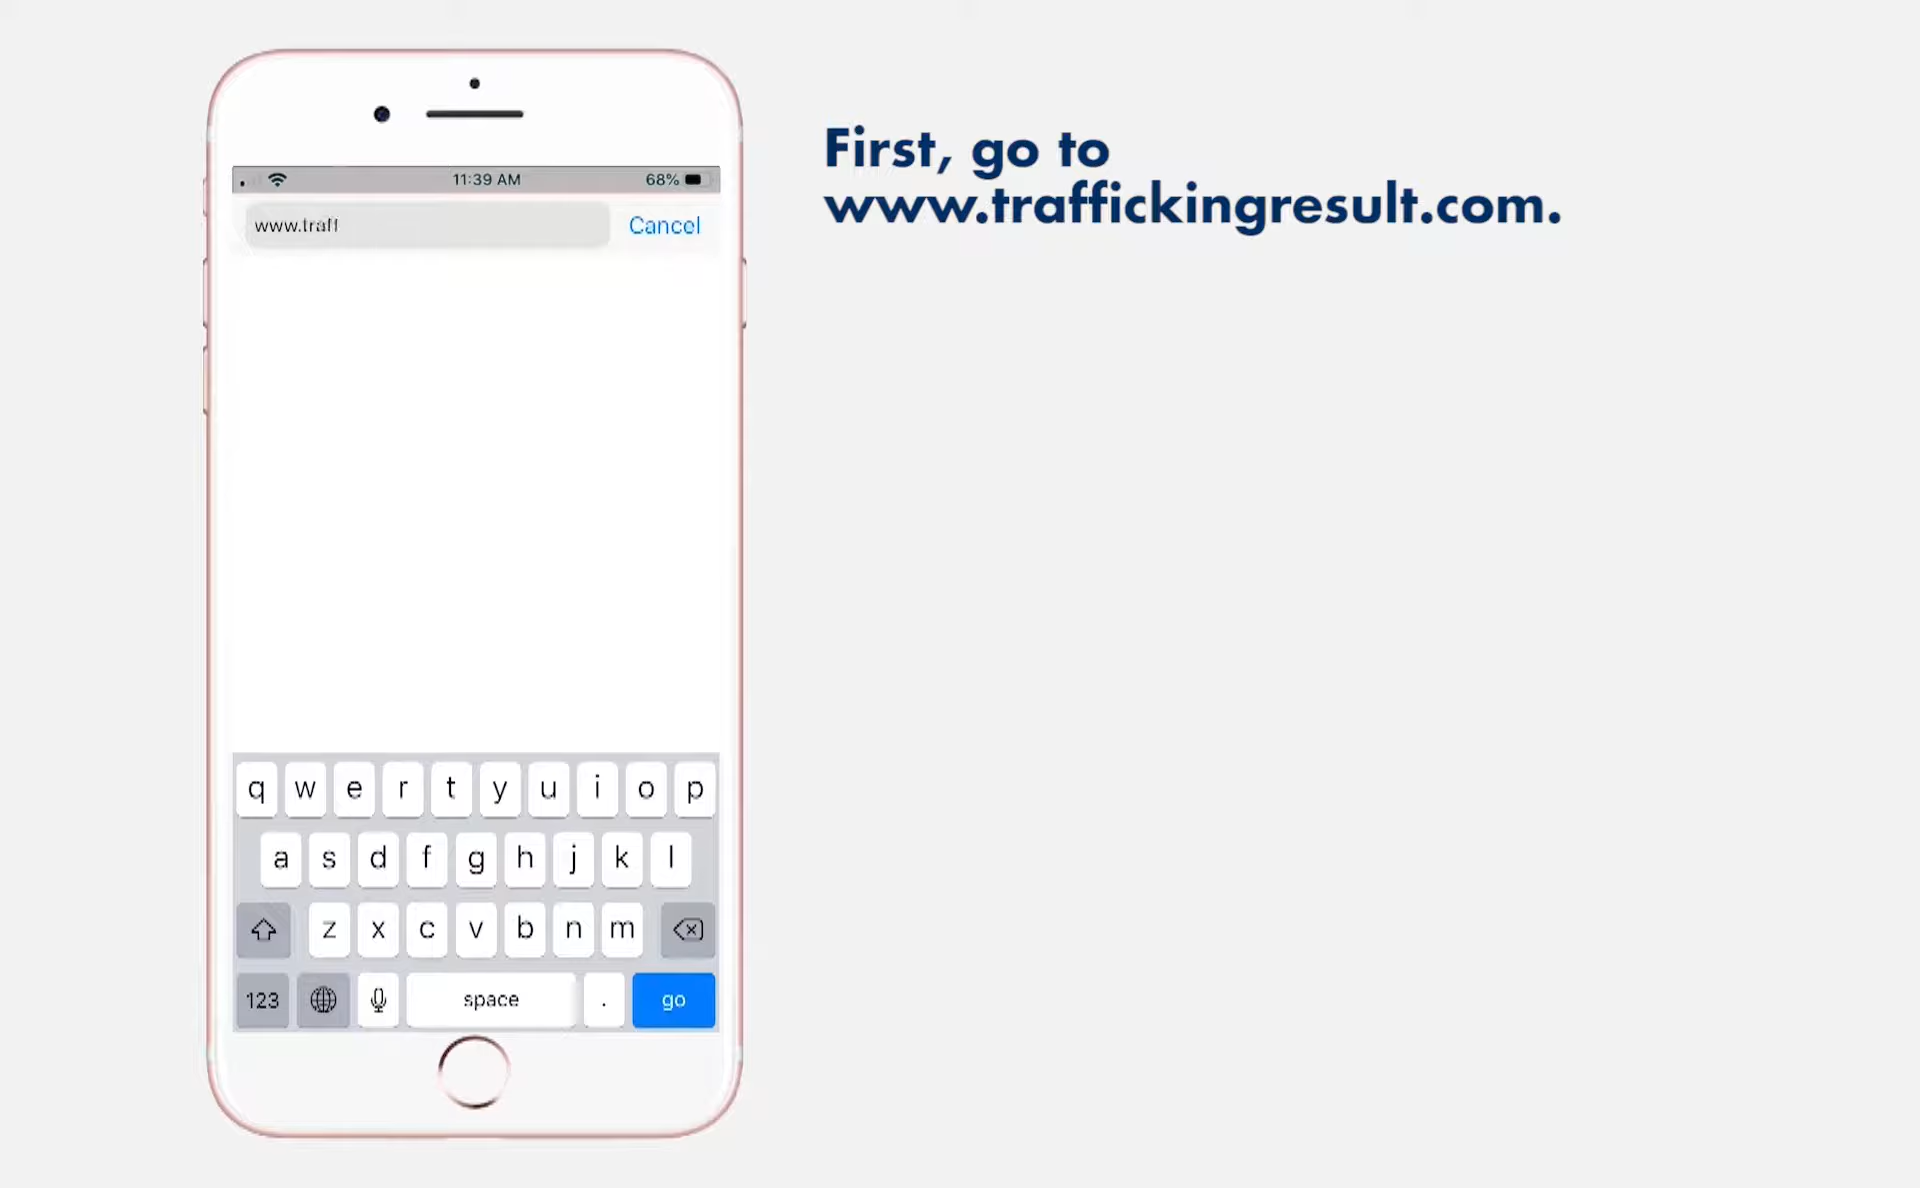 First, go to
www.traffickingresult.com.
11:39 AM 68%
www.traff Cancel
q w e r t y u i o p
a s d f g h j k l
z x c v b n m
123 space . go